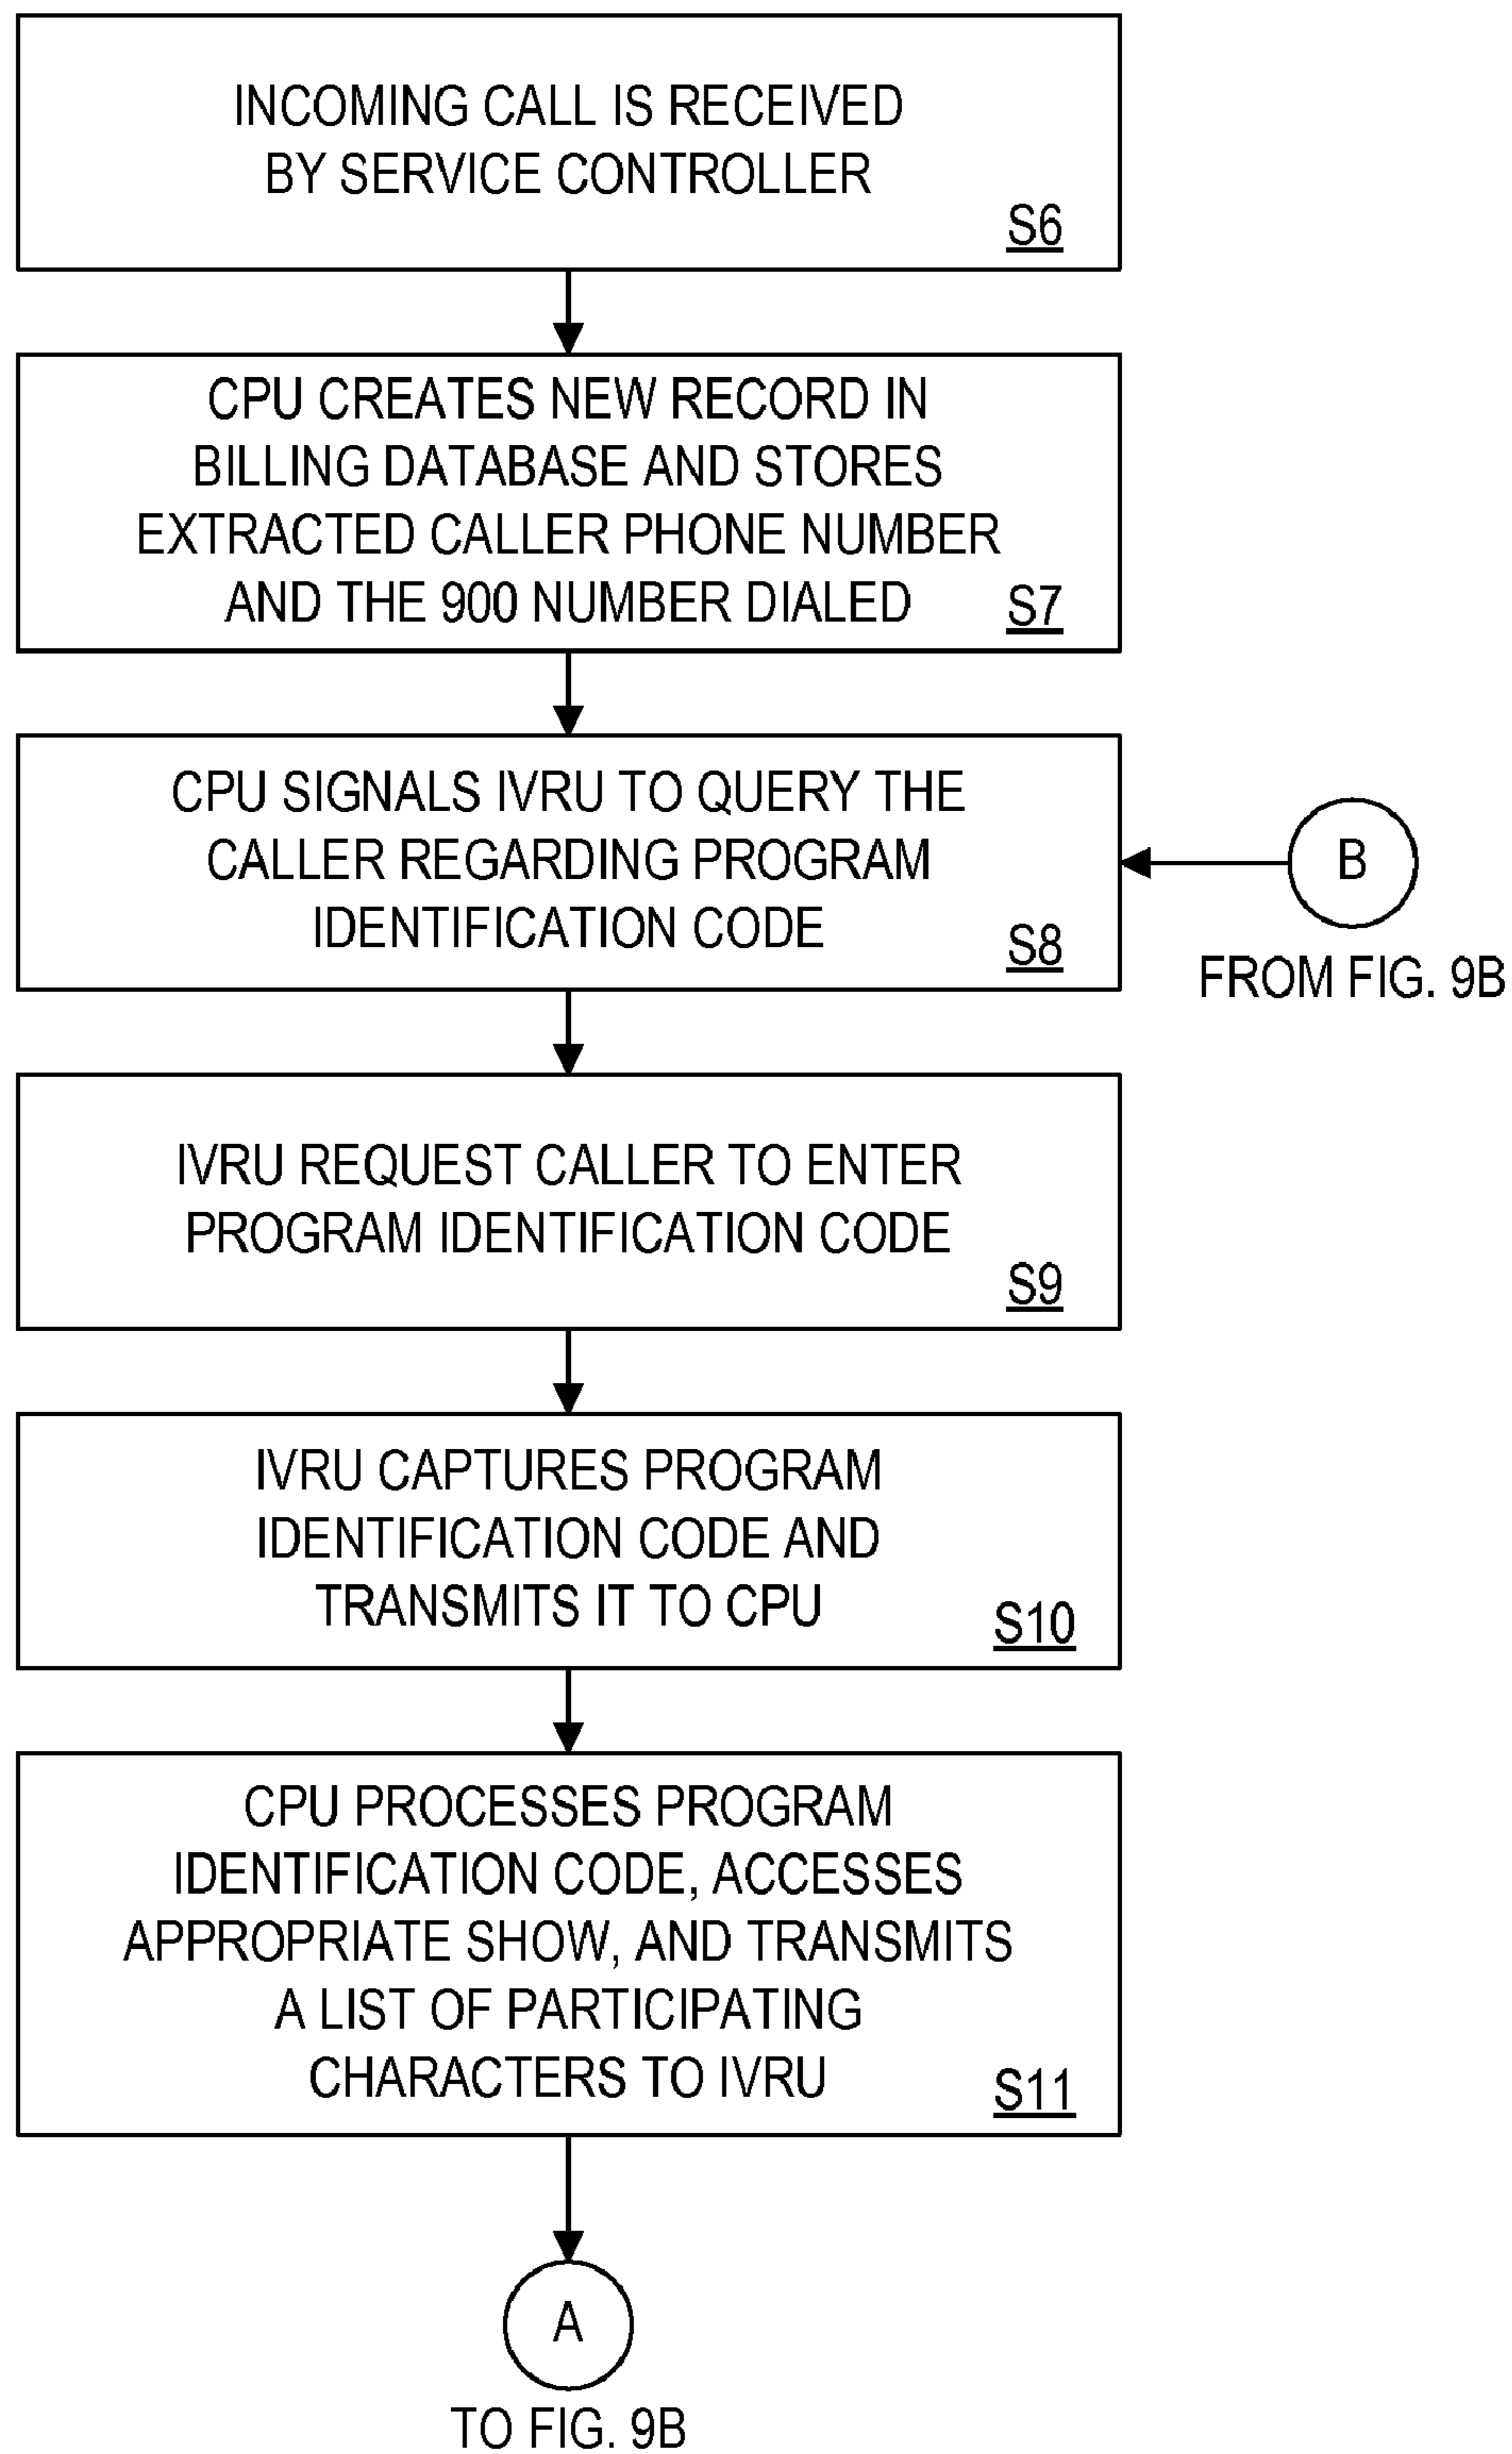 INCOMING CALL IS RECEIVED
BY SERVICE CONTROLLER
S6
CPU CREATES NEW RECORD IN
BILLING DATABASE AND STORES
EXTRACTED CALLER PHONE NUMBER
AND THE 900 NUMBER DIALED
S7
CPU SIGNALS IVRU TO QUERY THE
CALLER REGARDING PROGRAM
IDENTIFICATION CODE
S8
B
FROM FIG. 9B
IVRU REQUEST CALLER TO ENTER
PROGRAM IDENTIFICATION CODE
S9
IVRU CAPTURES PROGRAM
IDENTIFICATION CODE AND
TRANSMITS IT TO CPU
S10
CPU PROCESSES PROGRAM
IDENTIFICATION CODE, ACCESSES
APPROPRIATE SHOW, AND TRANSMITS
A LIST OF PARTICIPATING
CHARACTERS TO IVRU
S11
A
TO FIG. 9B